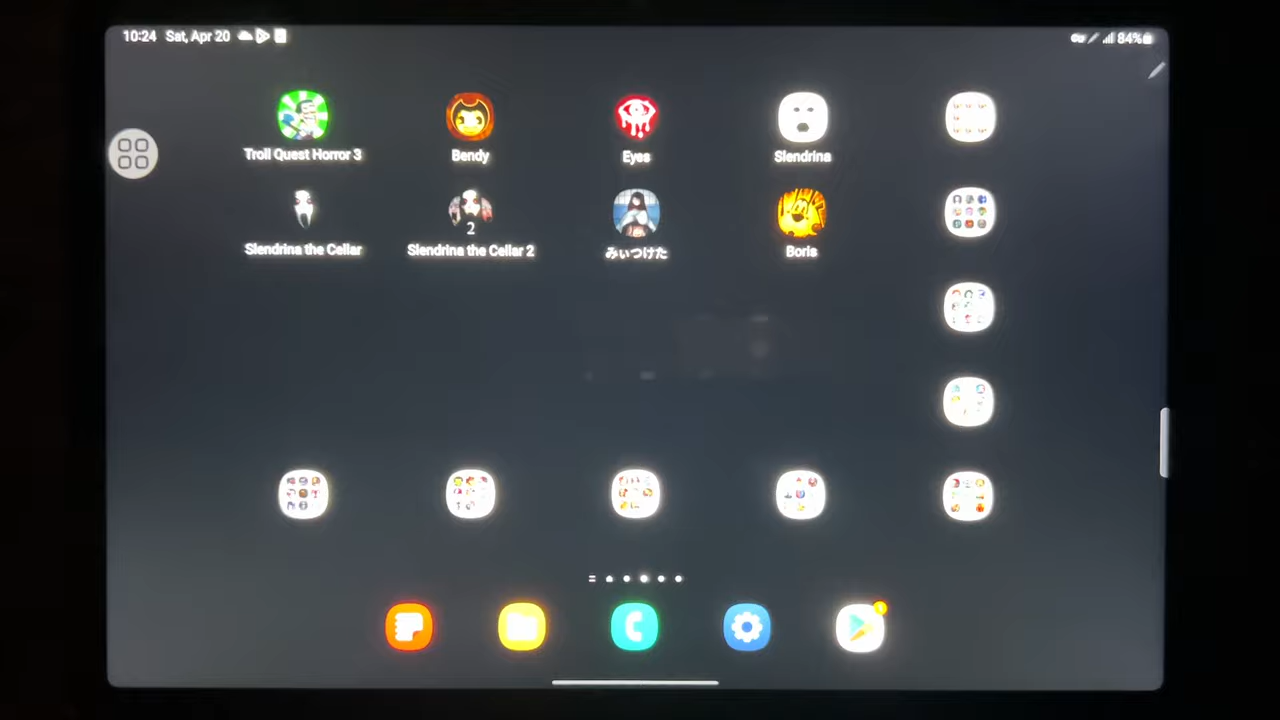 10:24 Sat, Apr 20
84%
Troll Quest Horror 3
Bendy
Eyes
Slendrina
Slendrina the Cellar
Slendrina the Cellar 2
みぃつけた
Boris
2